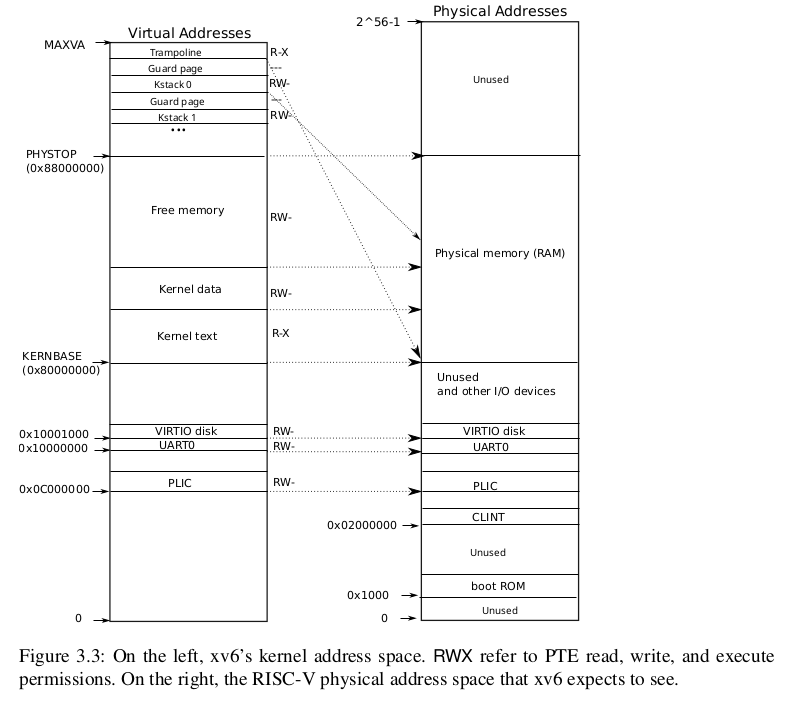 Physical Addresses
2^56-1
Virtual Addresses
MAXVA
Trampoline
R-X
Guard page
---
Unused
Kstack 0
RW-
Guard page
---
Kstack 1
RW-
...
PHYSTOP
(0x88000000)
Free memory
RW-
Physical memory (RAM)
Kernel data
RW-
Kernel text
R-X
KERNBASE
(0x80000000)
Unused
and other I/O devices
0x10001000
VIRTIO disk
RW-
VIRTIO disk
0x10000000
UART0
RW-
UART0
0x0C000000
PLIC
RW-
PLIC
CLINT
0x02000000
Unused
boot ROM
0x1000
Unused
0
0
Figure 3.3: On the left, xv6's kernel address space. RWX refer to PTE read, write, and execute
permissions. On the right, the RISC-V physical address space that xv6 expects to see.